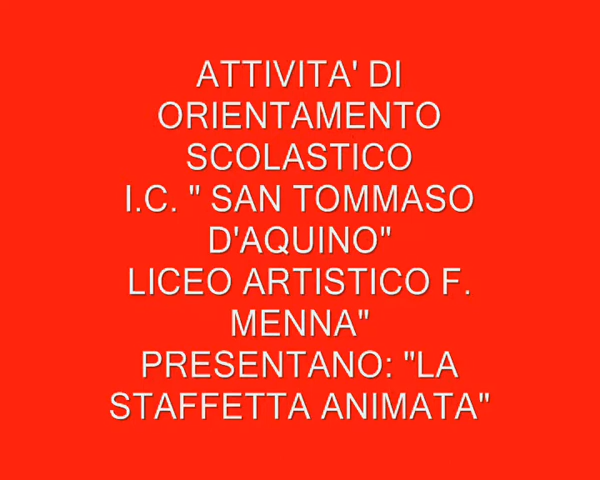 ATTIVITA' DI
ORIENTAMENTO
SCOLASTICO
I.C. " SAN TOMMASO
D'AQUINO"
LICEO ARTISTICO F.
MENNA"
PRESENTANO: "LA
STAFFETTA ANIMATA"